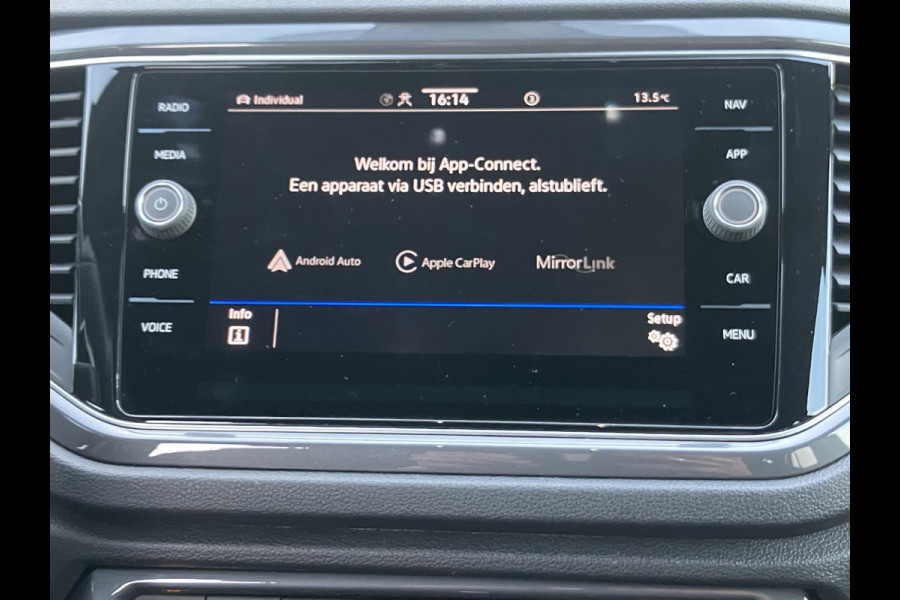 RADIO
MEDIA
PHONE
VOICE
Individual 16:14 13.5°C
Welkom bij App-Connect.
Een apparaat via USB verbinden, alstublieft.
Android Auto Apple CarPlay MirrorLink
Info Setup
NAV
APP
CAR
MENU